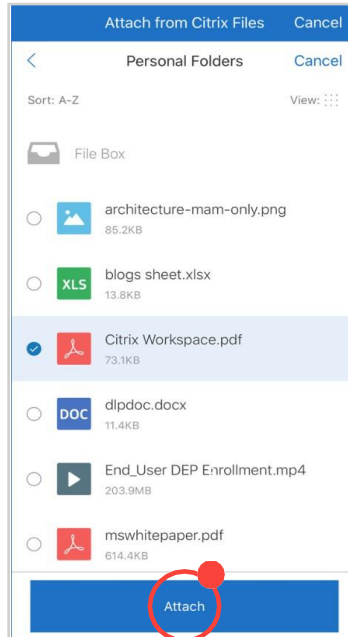 Attach from Citrix Files Cancel
Personal Folders Cancel
Sort: A-Z View:
File Box
architecture-mam-only.png
85.2KB
XLS
blogs sheet.xlsx
13.8KB
Citrix Workspace.pdf
73.1KB
DOC
dlpdoc.docx
11.4KB
End_User DEP Enrollment.mp4
203.9MB
mswhitepaper.pdf
614.4KB
Attach